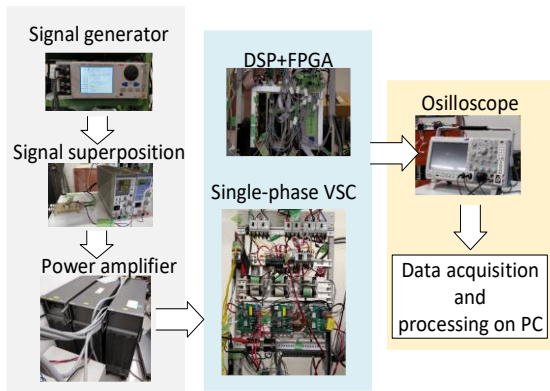 Signal generator
Signal superposition
Power amplifier
DSP+FPGA
Single-phase VSC
Osilloscope
Data acquisition
and
processing on PC